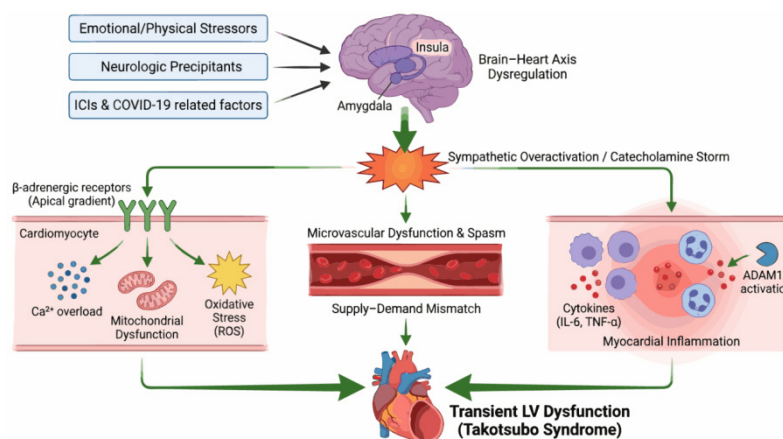 Emotional/Physical Stressors
Neurologic Precipitants
ICIs & COVID-19 related factors
Insula
Amygdala
Brain–Heart Axis
Dysregulation
Sympathetic Overactivation / Catecholamine Storm
β-adrenergic receptors
(Apical gradient)
Cardiomyocyte
Ca²⁺ overload
Mitochondrial
Dysfunction
Oxidative
Stress
(ROS)
Microvascular Dysfunction & Spasm
Supply–Demand Mismatch
Cytokines
(IL-6, TNF-α)
ADAM1
activation
Myocardial Inflammation
Transient LV Dysfunction
(Takotsubo Syndrome)